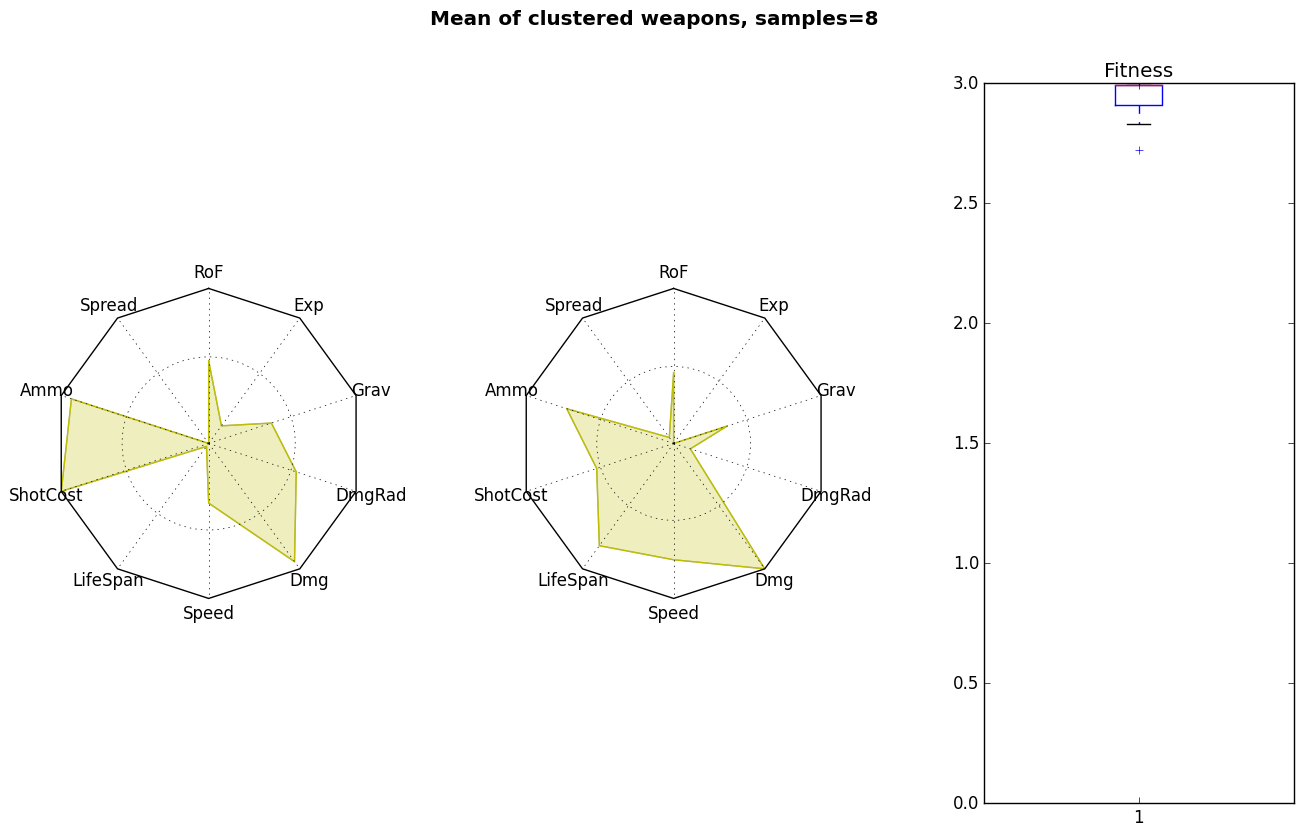 Mean of clustered weapons, samples=8
RoF
Spread
Exp
Ammo
Grav
ShotCost
DmgRad
LifeSpan
Dmg
Speed
RoF
Spread
Exp
Ammo
Grav
ShotCost
DmgRad
LifeSpan
Dmg
Speed
Fitness
3.0
2.5
2.0
1.5
1.0
0.5
0.0
1